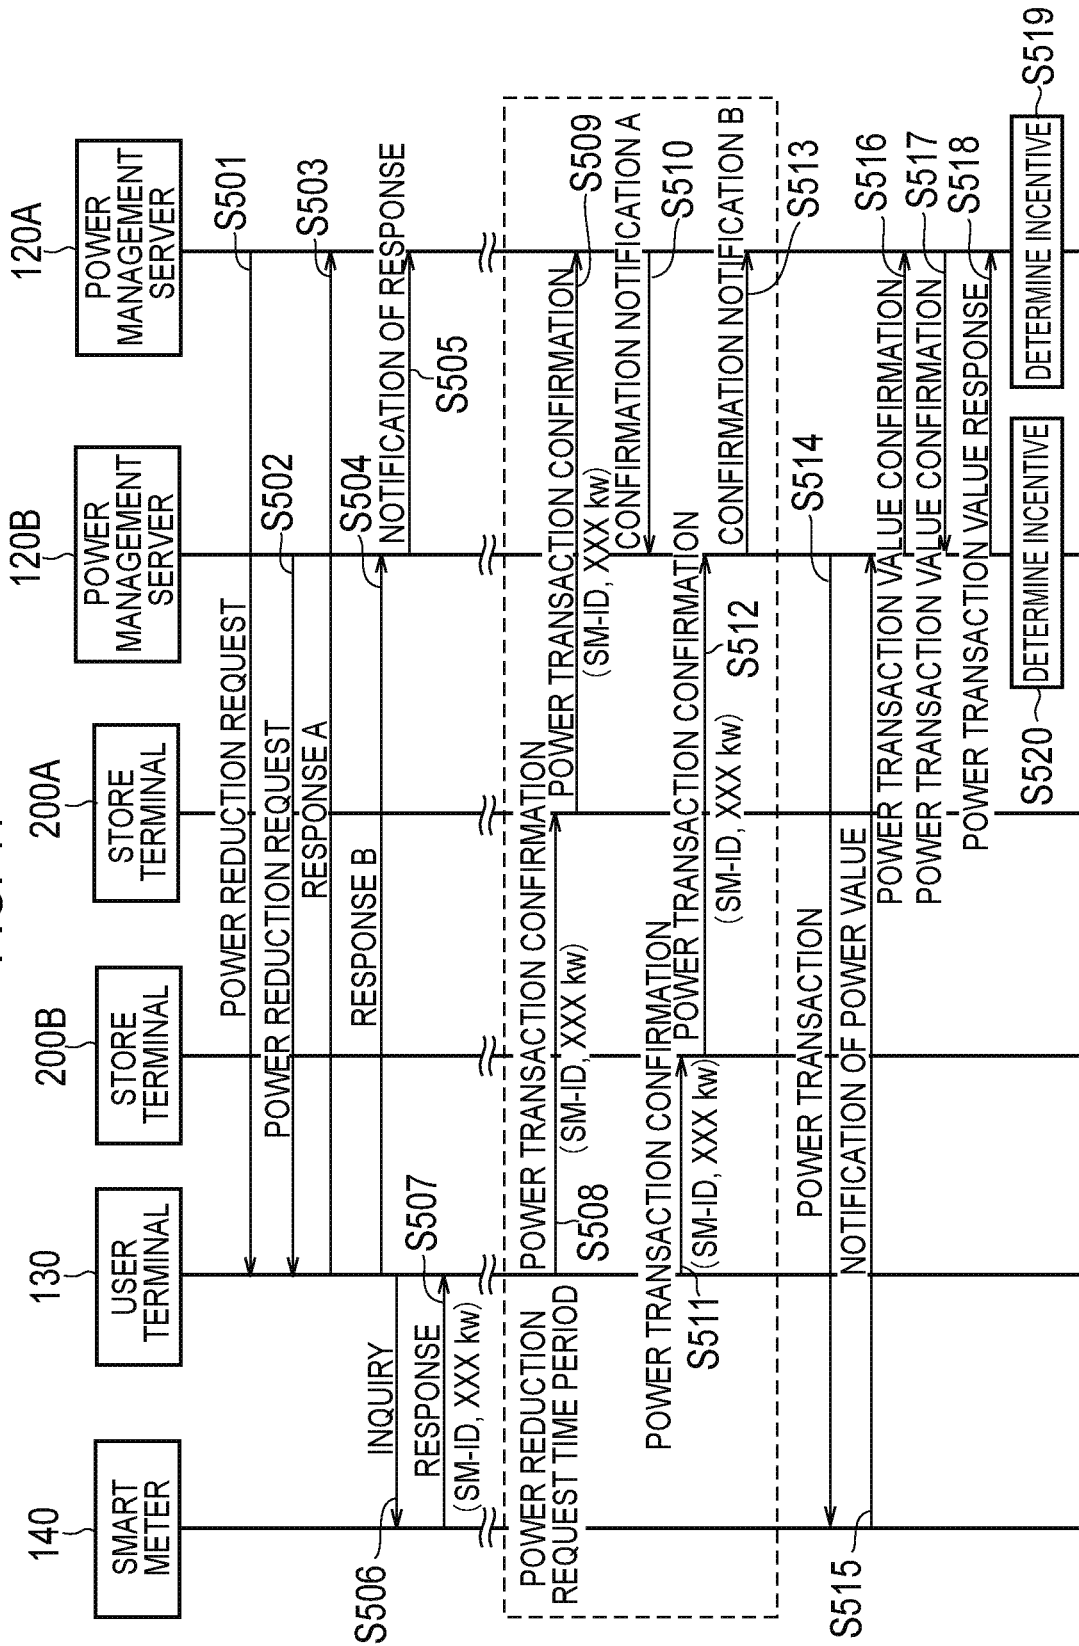 140
130
200B
200A
120B
120A
SMART
METER
USER
TERMINAL
STORE
TERMINAL
STORE
TERMINAL
POWER
MANAGEMENT
SERVER
POWER
MANAGEMENT
SERVER
POWER REDUCTION REQUEST
S501
POWER REDUCTION REQUEST
S502
RESPONSE A
S503
RESPONSE B
S504
NOTIFICATION OF RESPONSE
S505
INQUIRY
S506
RESPONSE
(SM-ID, XXX kw)
S507
POWER REDUCTION
REQUEST TIME PERIOD
POWER TRANSACTION CONFIRMATION
(SM-ID, XXX kw)
S508
POWER TRANSACTION CONFIRMATION
(SM-ID, XXX kw)
S509
CONFIRMATION NOTIFICATION A
S510
POWER TRANSACTION CONFIRMATION
(SM-ID, XXX kw)
S511
POWER TRANSACTION CONFIRMATION
(SM-ID, XXX kw)
S512
CONFIRMATION NOTIFICATION B
S513
POWER TRANSACTION
S514
NOTIFICATION OF POWER VALUE
S515
POWER TRANSACTION VALUE CONFIRMATION
S516
POWER TRANSACTION VALUE CONFIRMATION
S517
POWER TRANSACTION VALUE RESPONSE
S518
S520
DETERMINE INCENTIVE
DETERMINE INCENTIVE
S519